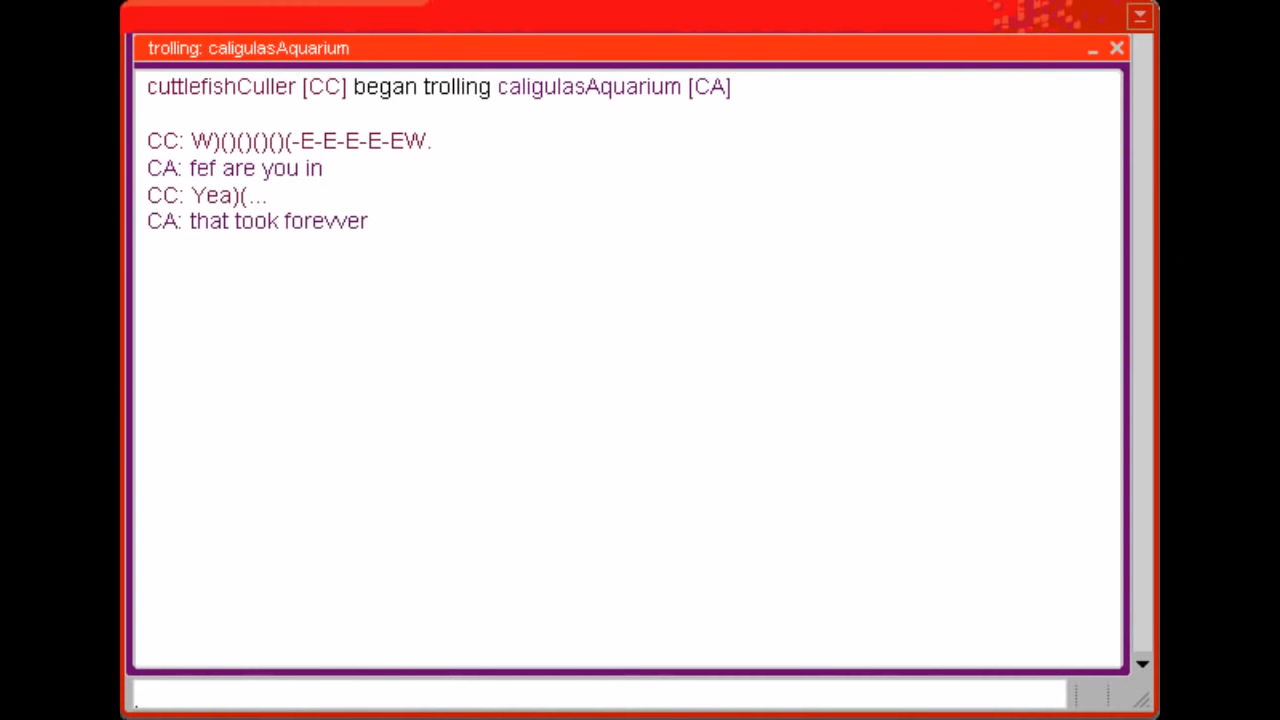 trolling: caligulasAquarium
cuttlefishCuller [CC] began trolling caligulasAquarium [CA]
CC: W)()()()()(-E-E-E-E-EW.
CA: fef are you in
CC: Yea)(...
CA: that took forevver